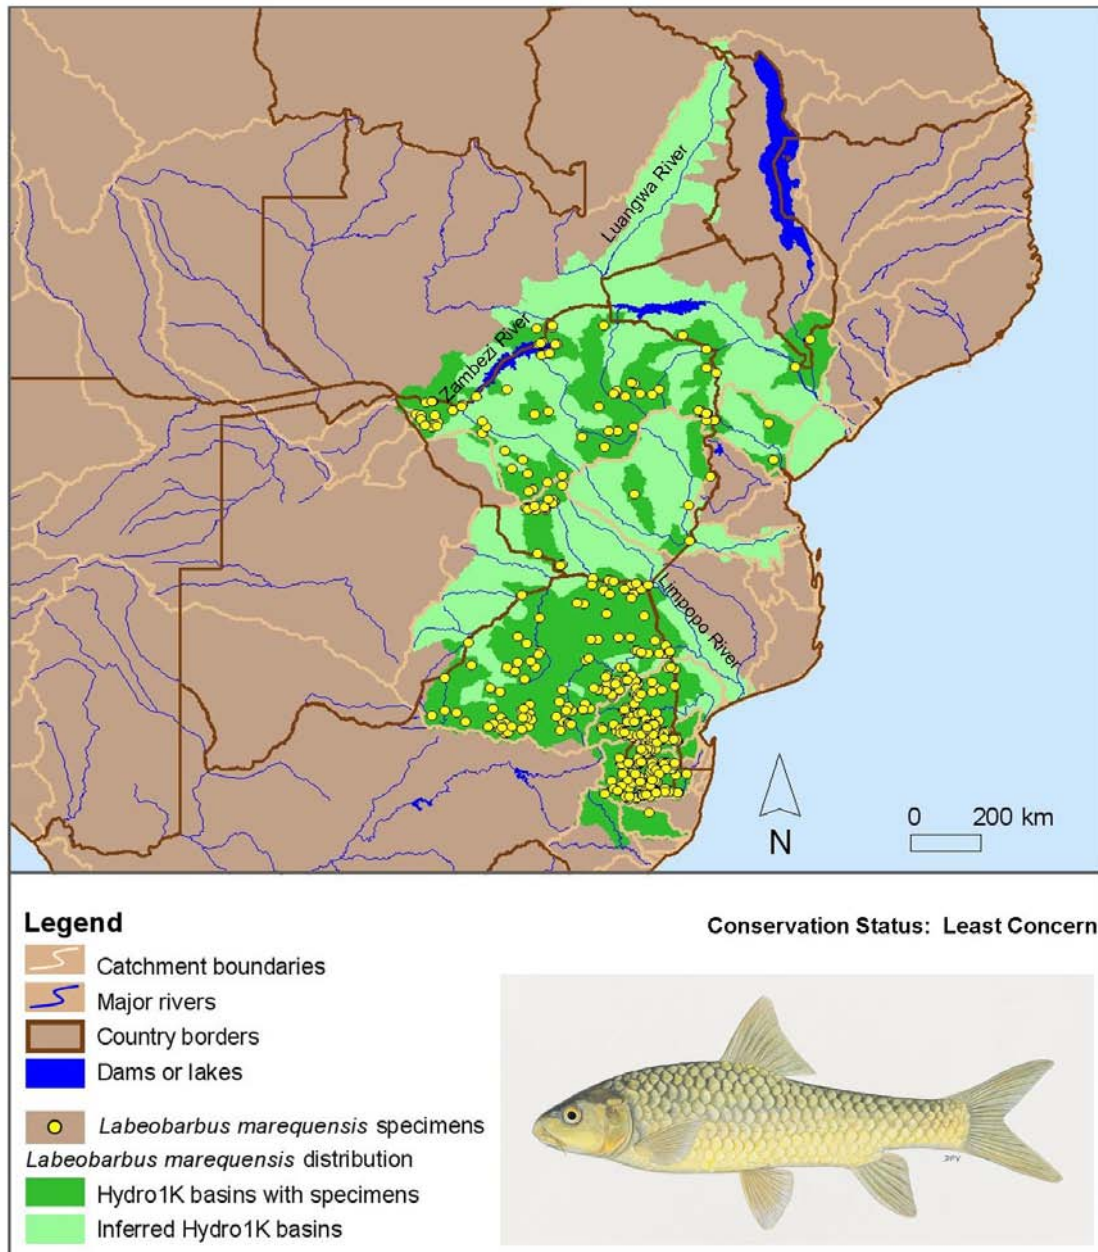 Luangwa River
Zambezi River
Limpopo River
0 200 km
N
Legend
Conservation Status: Least Concern
Catchment boundaries
Major rivers
Country borders
Dams or lakes
Labeobarbus marequensis specimens
Labeobarbus marequensis distribution
Hydro1K basins with specimens
Inferred Hydro1K basins